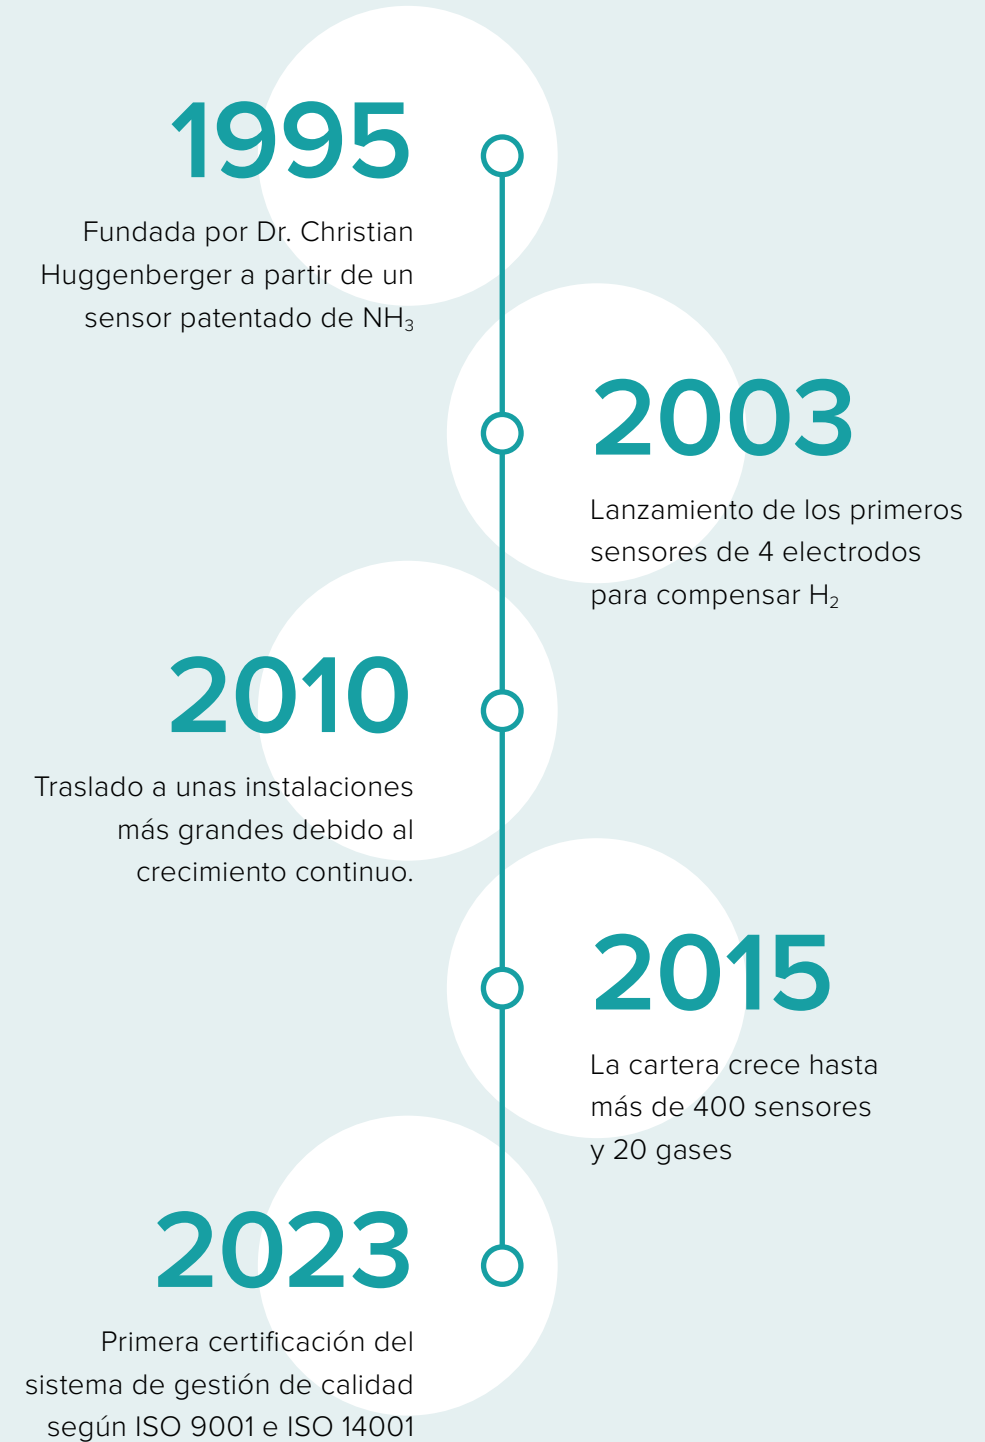 1995
Fundada por Dr. Christian
Huggenberger a partir de un
sensor patentado de NH₃
2003
Lanzamiento de los primeros
sensores de 4 electrodos
para compensar H₂
2010
Traslado a unas instalaciones
más grandes debido al
crecimiento continuo.
2015
La cartera crece hasta
más de 400 sensores
y 20 gases
2023
Primera certificación del
sistema de gestión de calidad
según ISO 9001 e ISO 14001